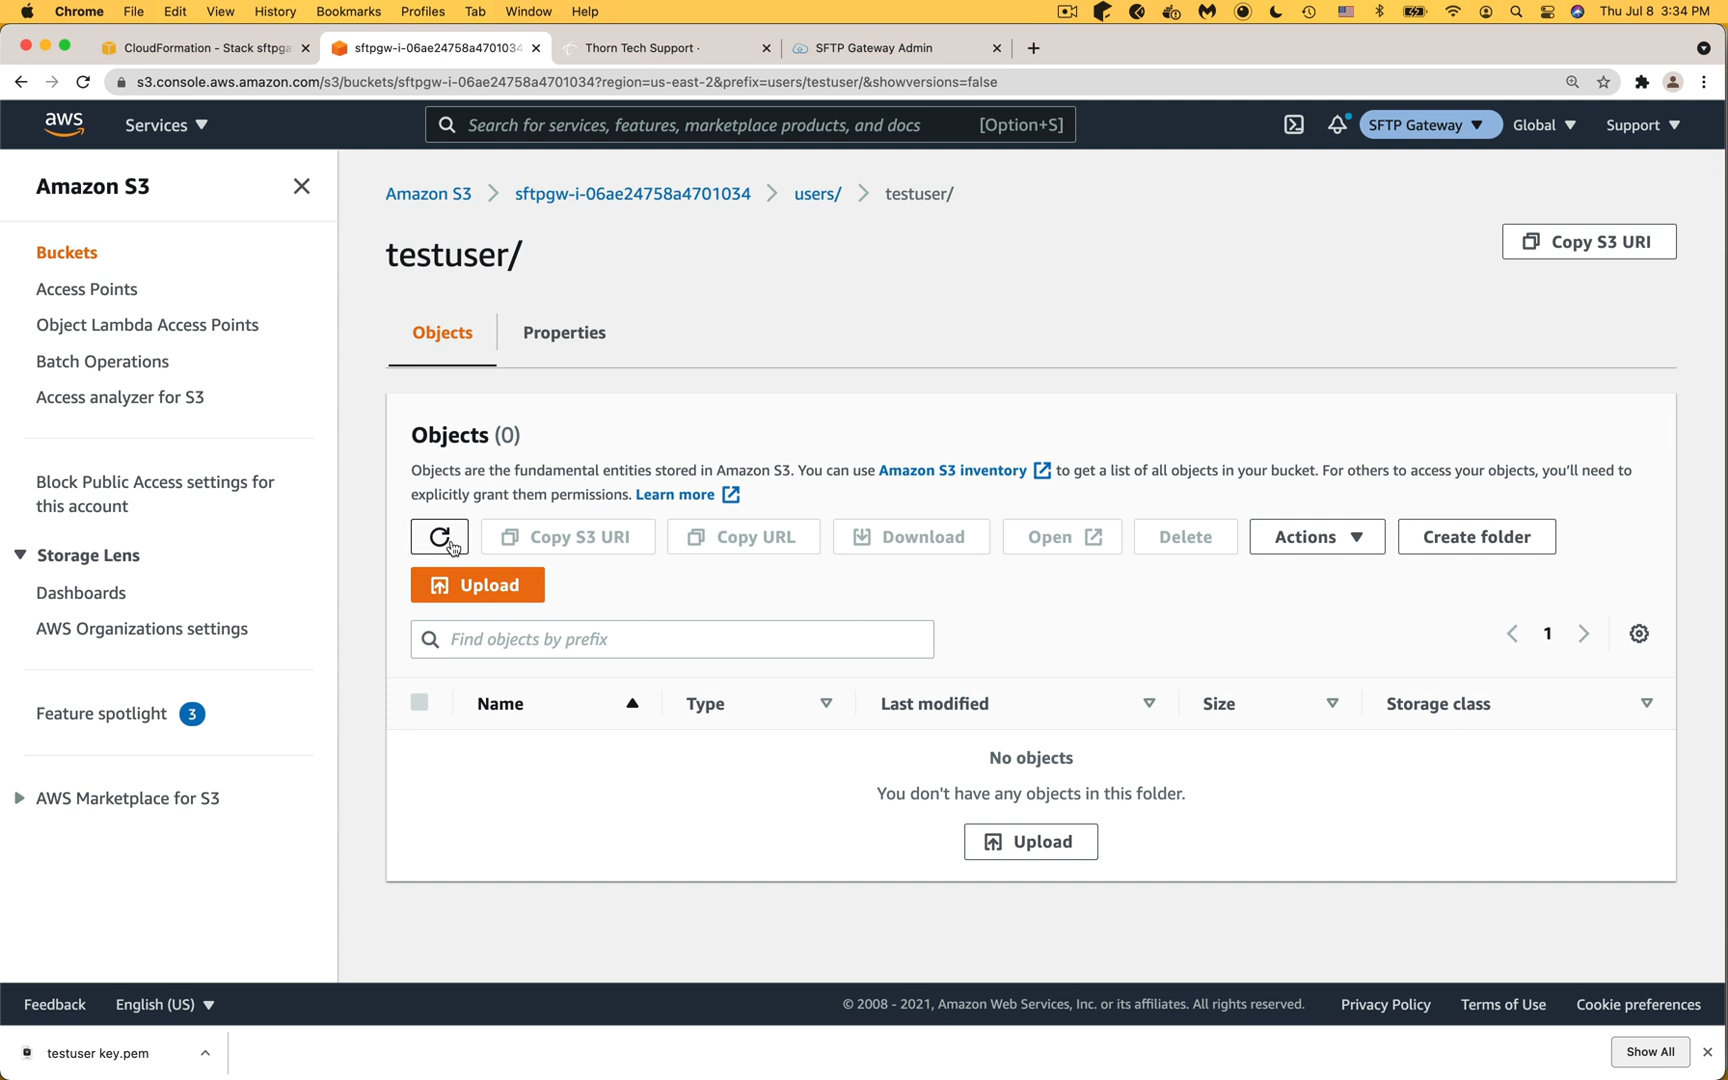 Chrome File Edit View History Bookmarks Profiles Tab Window Help Thu Jul 8 3:34 PM
CloudFormation - Stack sftpga sftpgw-i-06ae24758a4701034 Thorn Tech Support · SFTP Gateway Admin
s3.console.aws.amazon.com/s3/buckets/sftpgw-i-06ae24758a4701034?region=us-east-2&prefix=users/testuser/&showversions=false
aws Services Search for services, features, marketplace products, and docs [Option+S] SFTP Gateway Global Support
Amazon S3
Buckets
Access Points
Object Lambda Access Points
Batch Operations
Access analyzer for S3
Block Public Access settings for
this account
Storage Lens
Dashboards
AWS Organizations settings
Feature spotlight 3
AWS Marketplace for S3
Amazon S3 sftpgw-i-06ae24758a4701034 users/ testuser/
testuser/
Copy S3 URI
Objects Properties
Objects (0)
Objects are the fundamental entities stored in Amazon S3. You can use Amazon S3 inventory to get a list of all objects in your bucket. For others to access your objects, you'll need to
explicitly grant them permissions. Learn more
Copy S3 URI Copy URL Download Open Delete Actions Create folder
Upload
Find objects by prefix 1
Name Type Last modified Size Storage class
No objects
You don't have any objects in this folder.
Upload
Feedback English (US) © 2008 - 2021, Amazon Web Services, Inc. or its affiliates. All rights reserved. Privacy Policy Terms of Use Cookie preferences
testuser key.pem Show All